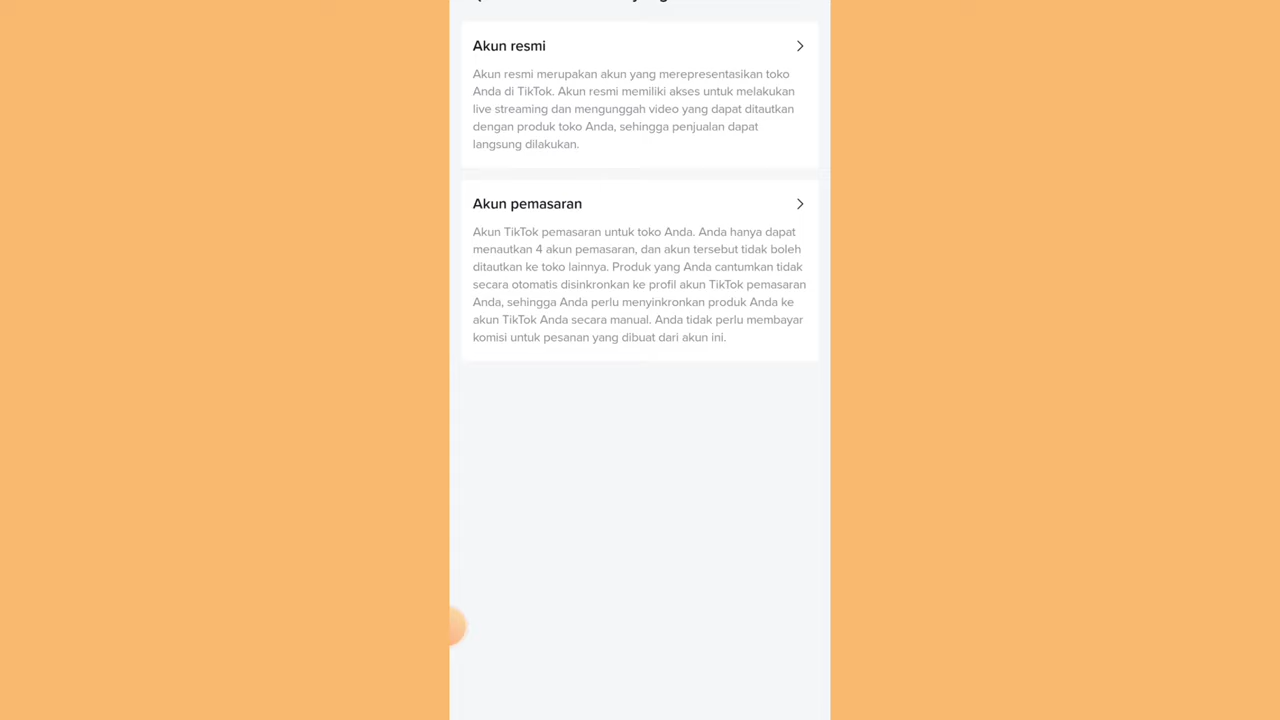 Akun resmi
Akun resmi merupakan akun yang merepresentasikan toko
Anda di TikTok. Akun resmi memiliki akses untuk melakukan
live streaming dan mengunggah video yang dapat ditautkan
dengan produk toko Anda, sehingga penjualan dapat
langsung dilakukan.
Akun pemasaran
Akun TikTok pemasaran untuk toko Anda. Anda hanya dapat
menautkan 4 akun pemasaran, dan akun tersebut tidak boleh
ditautkan ke toko lainnya. Produk yang Anda cantumkan tidak
secara otomatis disinkronkan ke profil akun TikTok pemasaran
Anda, sehingga Anda perlu menyinkronkan produk Anda ke
akun TikTok Anda secara manual. Anda tidak perlu membayar
komisi untuk pesanan yang dibuat dari akun ini.